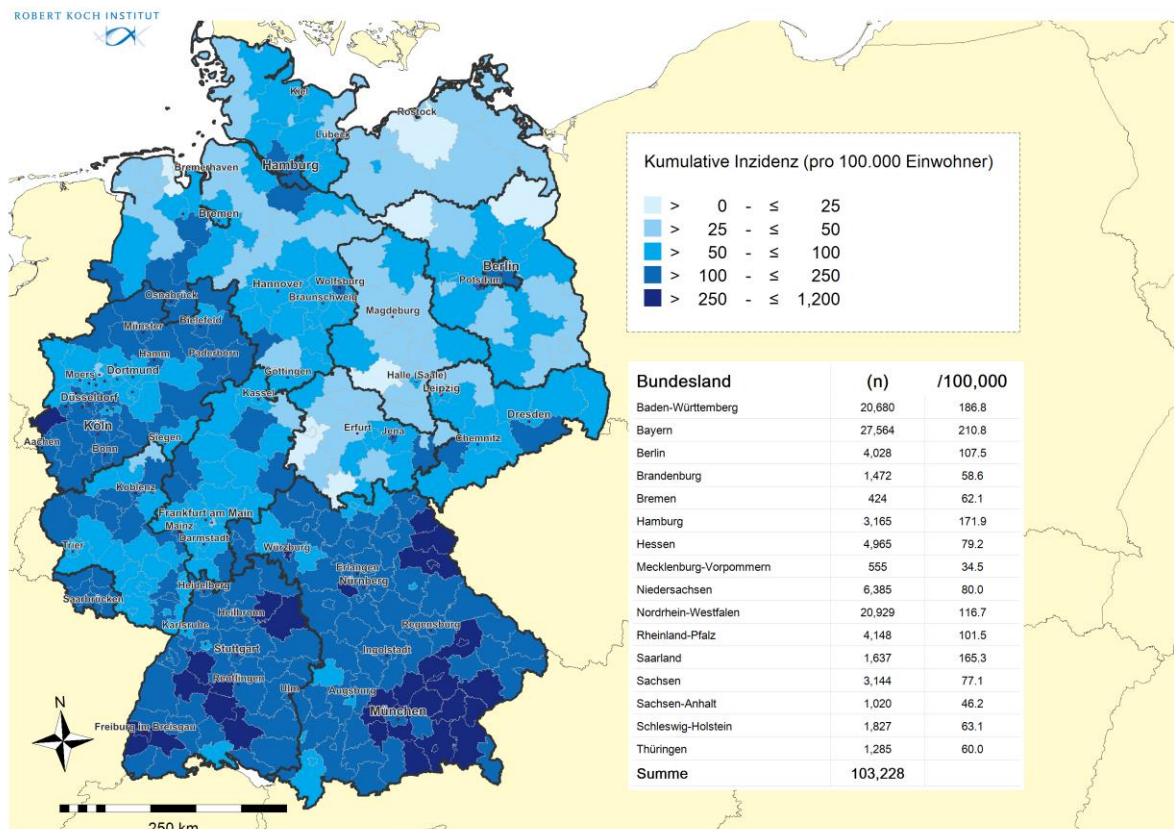 ROBERT KOCH INSTITUT
Kiel
Rostock
Lübeck
Hamburg
Bremerhaven
Bremen
Berlin
Potsdam
Hannover
Wolfsburg
Braunschweig
Osnabrück
Magdeburg
Münster
Bielefeld
Hamm
Paderborn
Göttingen
Halle (Saale)
Leipzig
Moers
Dortmund
Kassel
Düsseldorf
Dresden
Köln
Erfurt
Jena
Chemnitz
Aachen
Bonn
Siegen
Koblenz
Frankfurt am Main
Mainz
Darmstadt
Trier
Würzburg
Erlangen
Nürnberg
Heidelberg
Saarbrücken
Heilbronn
Regensburg
Karlsruhe
Stuttgart
Ingolstadt
Reutlingen
Ulm
Augsburg
München
Freiburg im Breisgau
N
250 km
Kumulative Inzidenz (pro 100.000 Einwohner)
> 0 - ≤ 25
> 25 - ≤ 50
> 50 - ≤ 100
> 100 - ≤ 250
> 250 - ≤ 1,200
Bundesland (n) /100,000
Baden-Württemberg 20,680 186.8
Bayern 27,564 210.8
Berlin 4,028 107.5
Brandenburg 1,472 58.6
Bremen 424 62.1
Hamburg 3,165 171.9
Hessen 4,965 79.2
Mecklenburg-Vorpommern 555 34.5
Niedersachsen 6,385 80.0
Nordrhein-Westfalen 20,929 116.7
Rheinland-Pfalz 4,148 101.5
Saarland 1,637 165.3
Sachsen 3,144 77.1
Sachsen-Anhalt 1,020 46.2
Schleswig-Holstein 1,827 63.1
Thüringen 1,285 60.0
Summe 103,228